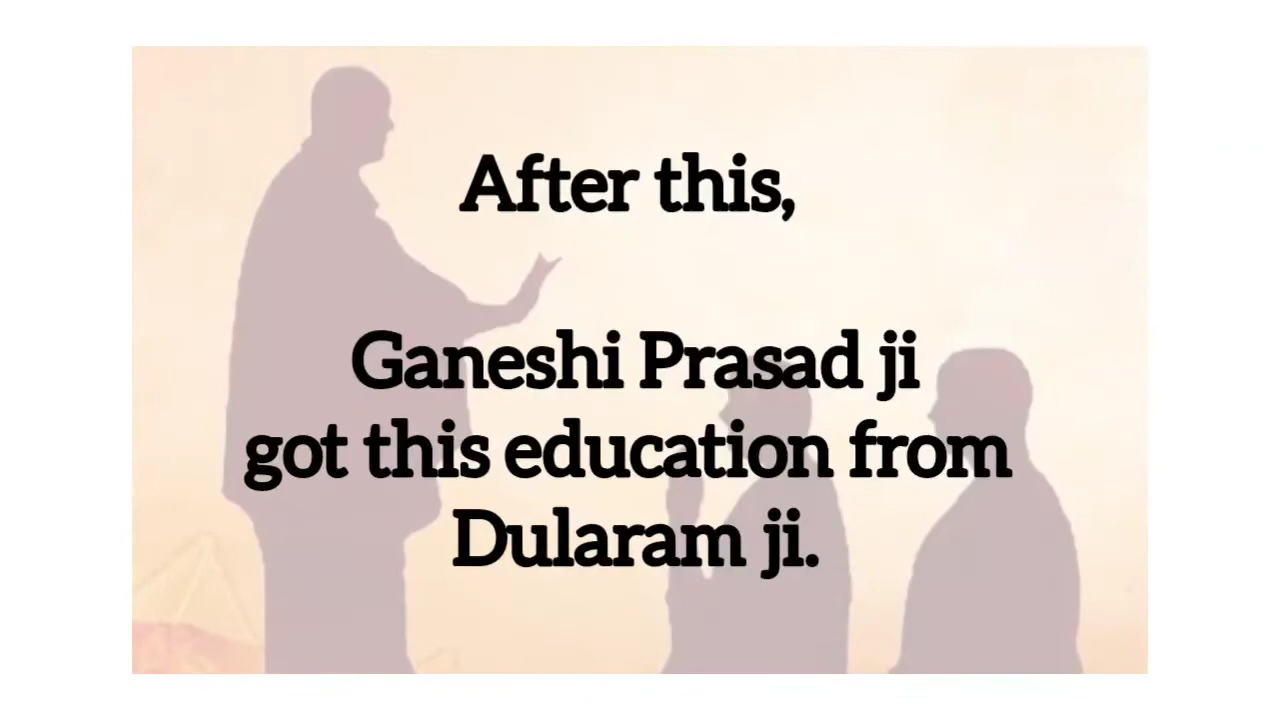 After this,
Ganeshi Prasad ji
got this education from
Dularam ji.